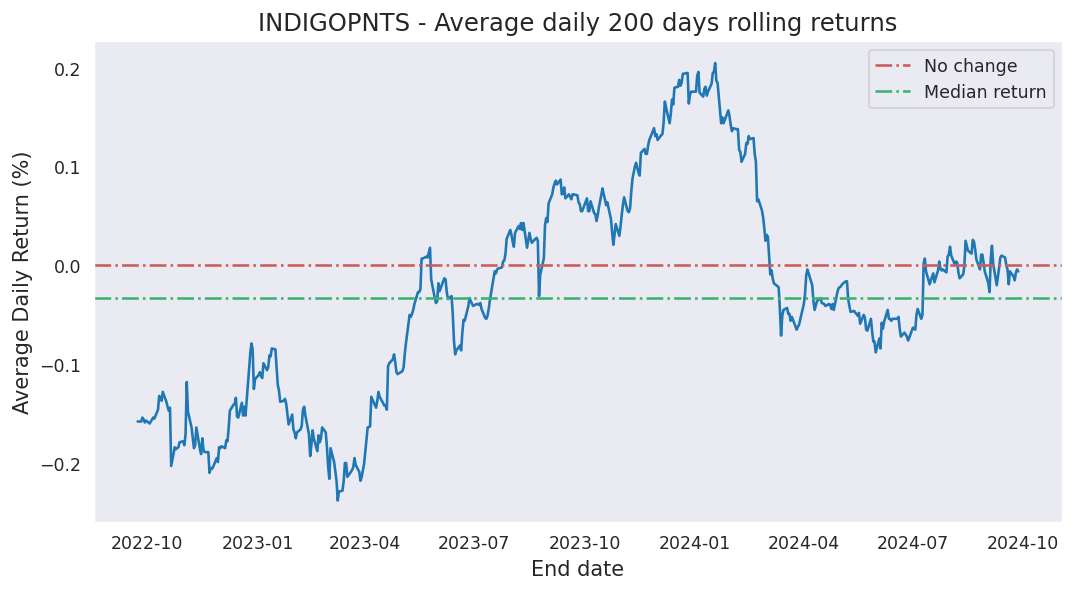 INDIGOPNTS - Average daily 200 days rolling returns
No change
Median return
Average Daily Return (%)
0.2
0.1
0.0
−0.1
−0.2
2022-10
2023-01
2023-04
2023-07
2023-10
2024-01
2024-04
2024-07
2024-10
End date